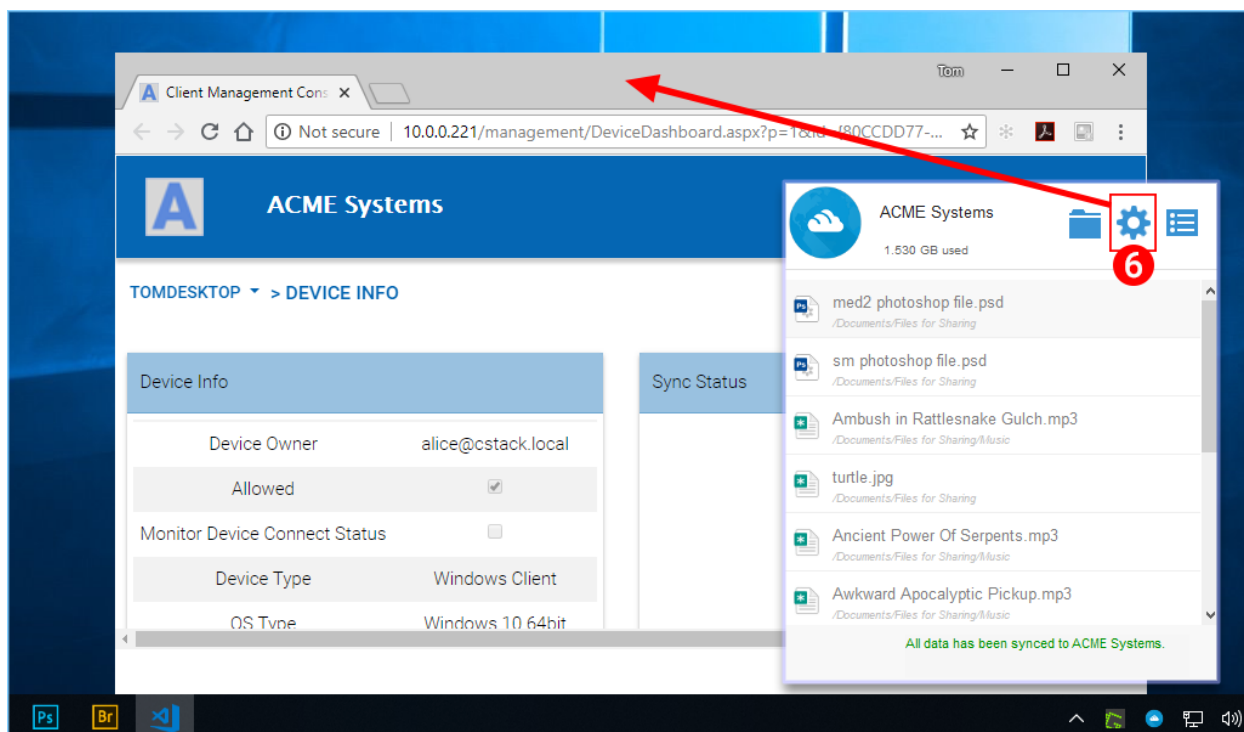 Tom
A Client Management Cons
Not secure | 10.0.0.221/management/DeviceDashboard.aspx?p=1&id={80CCDD77-...
A ACME Systems
TOMDESKTOP > DEVICE INFO
Device Info
Device Owner alice@cstack.local
Allowed
Monitor Device Connect Status
Device Type Windows Client
OS Type Windows 10 64bit
Sync Status
ACME Systems
1.530 GB used
6
med2 photoshop file.psd
/Documents/Files for Sharing
sm photoshop file.psd
/Documents/Files for Sharing
Ambush in Rattlesnake Gulch.mp3
/Documents/Files for Sharing/Music
turtle.jpg
/Documents/Files for Sharing
Ancient Power Of Serpents.mp3
/Documents/Files for Sharing/Music
Awkward Apocalyptic Pickup.mp3
/Documents/Files for Sharing/Music
All data has been synced to ACME Systems.
Ps Br